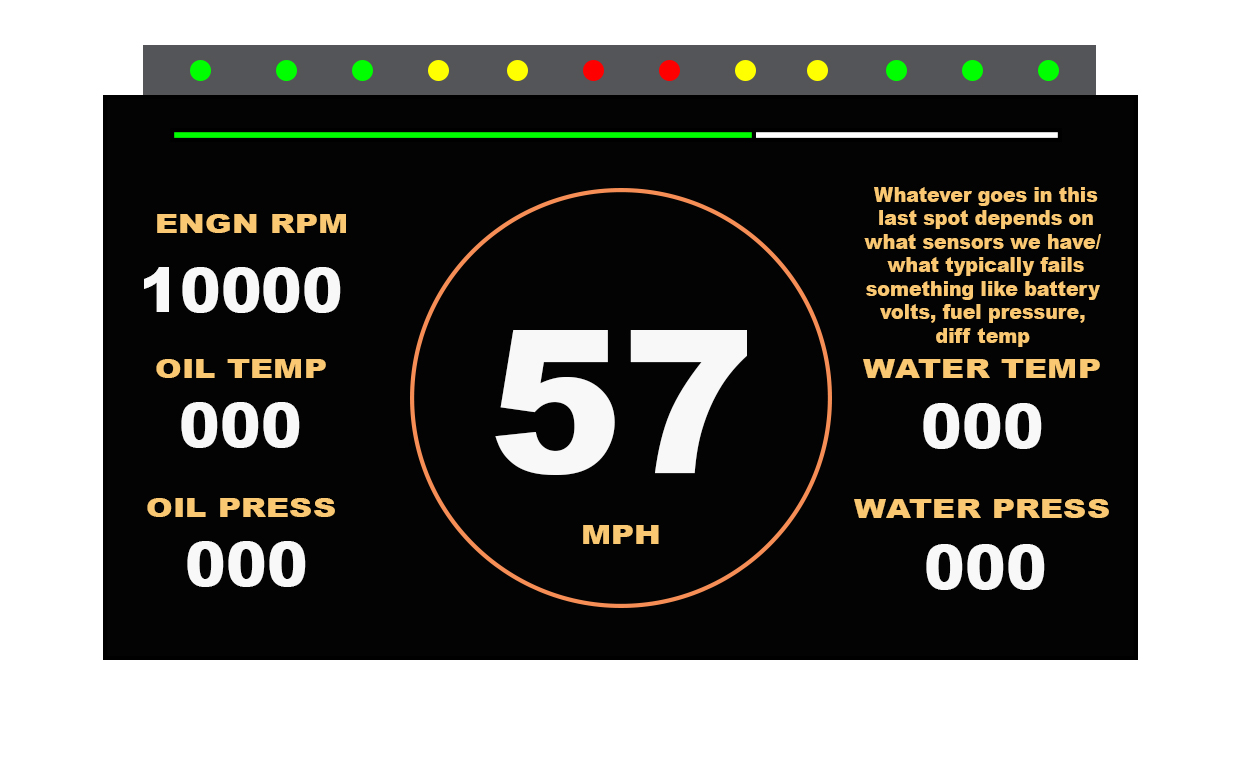 ENGN RPM
10000
OIL TEMP
000
OIL PRESS
000
57
MPH
Whatever goes in this
last spot depends on
what sensors we have/
what typically fails
something like battery
volts, fuel pressure,
diff temp
WATER TEMP
000
WATER PRESS
000